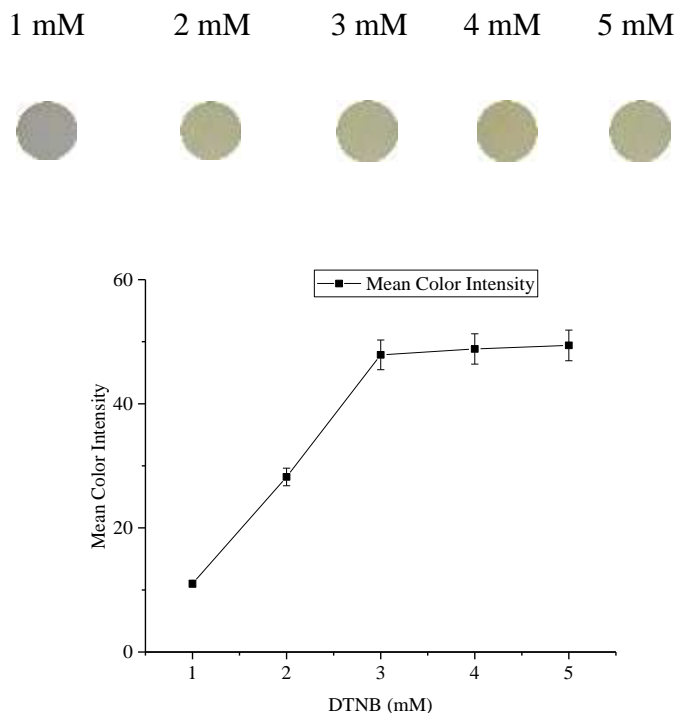 1 mM 2 mM 3 mM 4 mM 5 mM
Mean Color Intensity
60
40
20
0
Mean Color Intensity
1 2 3 4 5
DTNB (mM)